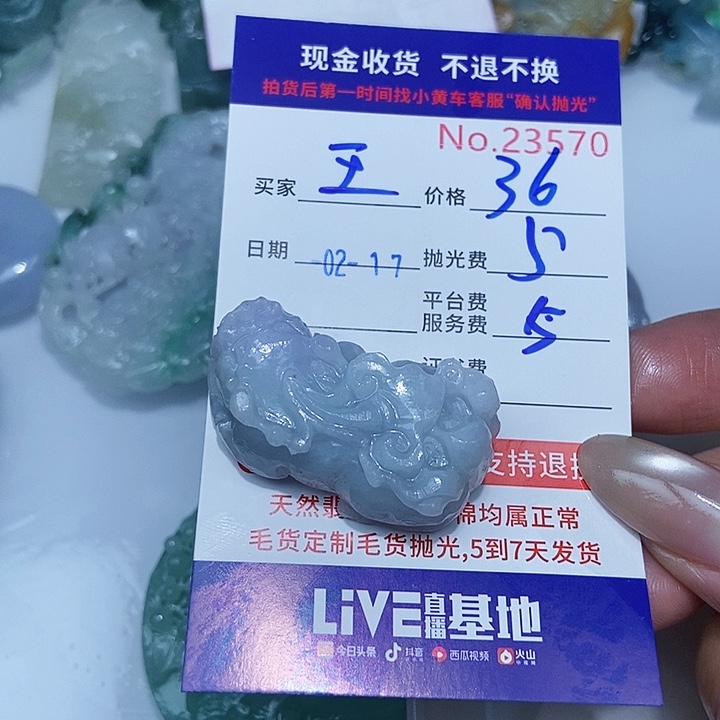 现金收货 不退不换
拍货后第一时间找小黄车客服“确认抛光”
No.23570
买家 王 价格 36
日期 02-17 抛光费 5
平台费
服务费 5
费
支持退
天然翡 棉均属正常
毛货定制毛货抛光,5到7天发货
LiVE直播基地
今日头条 抖音 西瓜视频 火山